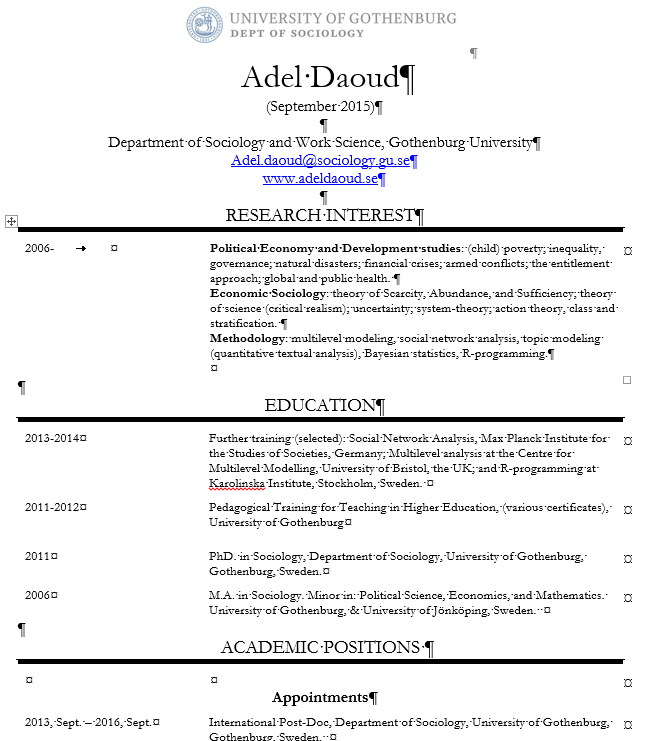 UNIVERSITY OF GOTHENBURG
DEPT OF SOCIOLOGY
Adel Daoud
(September 2015)
Department of Sociology and Work Science, Gothenburg University
Adel.daoud@sociology.gu.se
www.adeldaoud.se
RESEARCH INTEREST
2006-
Political Economy and Development studies: (child) poverty; inequality,
governance; natural disasters; financial crises; armed conflicts; the entitlement
approach; global and public health.
Economic Sociology: theory of Scarcity, Abundance, and Sufficiency; theory
of science (critical realism); uncertainty; system-theory; action theory, class and
stratification.
Methodology: multilevel modeling, social network analysis, topic modeling
(quantitative textual analysis), Bayesian statistics, R-programming.
EDUCATION
2013-2014
Further training (selected): Social Network Analysis, Max Planck Institute for
the Studies of Societies, Germany; Multilevel analysis at the Centre for
Multilevel Modelling, University of Bristol, the UK; and R-programming at
Karolinska Institute, Stockholm, Sweden.
2011-2012
Pedagogical Training for Teaching in Higher Education, (various certificates),
University of Gothenburg
2011
PhD. in Sociology, Department of Sociology, University of Gothenburg,
Gothenburg, Sweden.
2006
M.A. in Sociology. Minor in: Political Science, Economics, and Mathematics.
University of Gothenburg, & University of Jönköping, Sweden.
ACADEMIC POSITIONS
Appointments
2013, Sept. – 2016, Sept.
International Post-Doc, Department of Sociology, University of Gothenburg,
Gothenburg, Sweden.